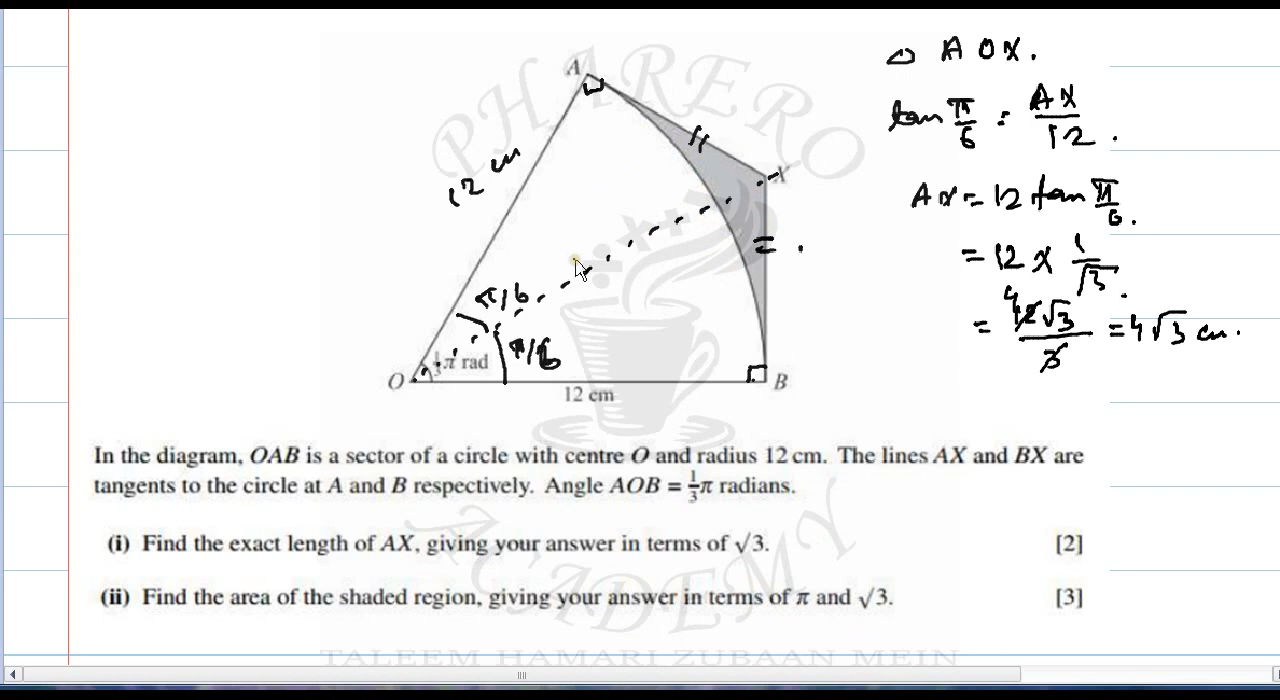 PHARERO
ACADEMY
TALEEM HAMARI ZUBAAN MEIN
A
12 cm
X
π/6
π/6
1/3 π rad
O
12 cm
B
△ AOX.
tan π/6 = AX/12.
AX = 12 tan π/6.
= 12 × 1/√3.
= 12√3/3 = 4√3 cm.
4
In the diagram, OAB is a sector of a circle with centre O and radius 12 cm. The lines AX and BX are
tangents to the circle at A and B respectively. Angle AOB = 1/3 π radians.
(i) Find the exact length of AX, giving your answer in terms of √3. [2]
(ii) Find the area of the shaded region, giving your answer in terms of π and √3. [3]